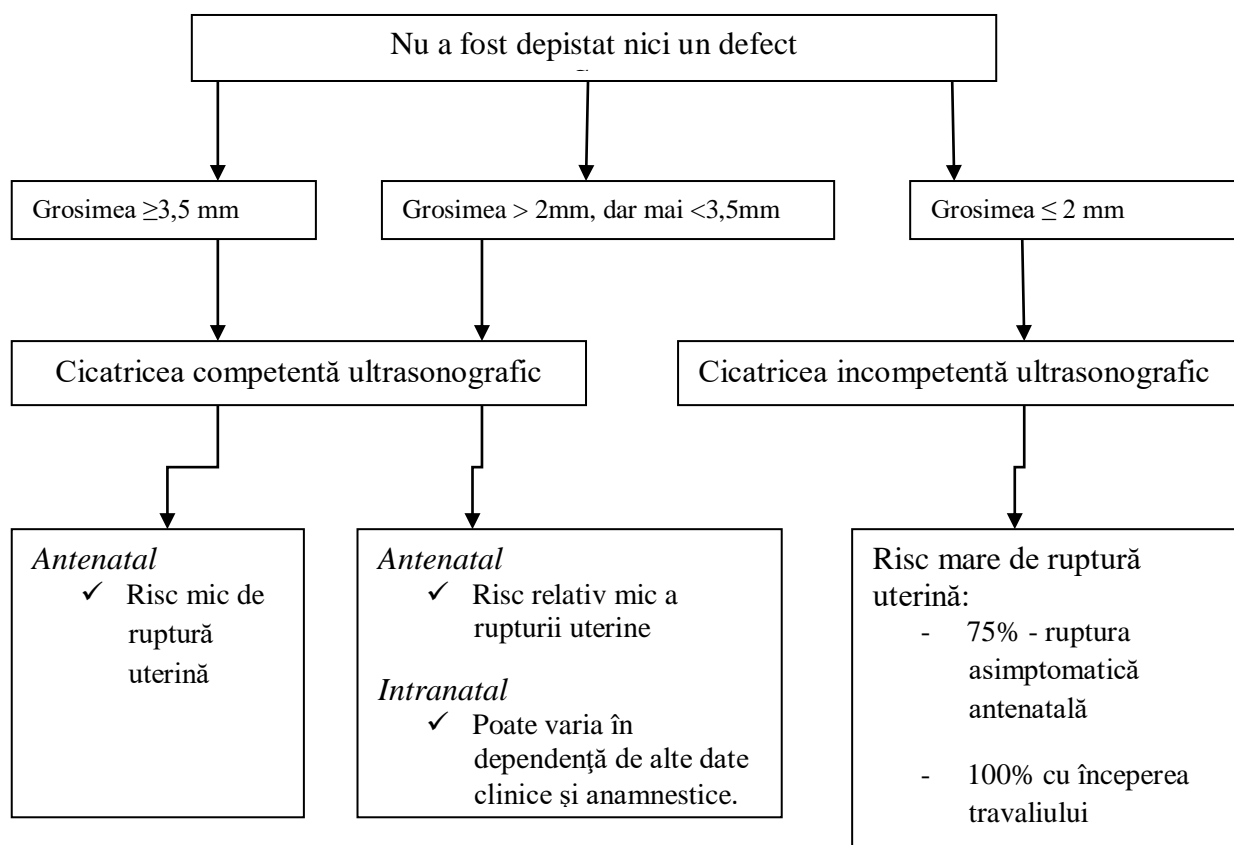 Nu a fost depistat nici un defect
Grosimea ≥3,5 mm
Grosimea > 2mm, dar mai <3,5mm
Grosimea ≤ 2 mm
Cicatricea competentă ultrasonografic
Cicatricea incompetentă ultrasonografic
Antenatal
✓ Risc mic de
ruptură
uterină
Antenatal
✓ Risc relativ mic a
rupturii uterine
Intranatal
✓ Poate varia în
dependenţă de alte date
clinice și anamnestice.
Risc mare de ruptură
uterină:
- 75% - ruptura
asimptomatică
antenatală
- 100% cu începerea
travaliului